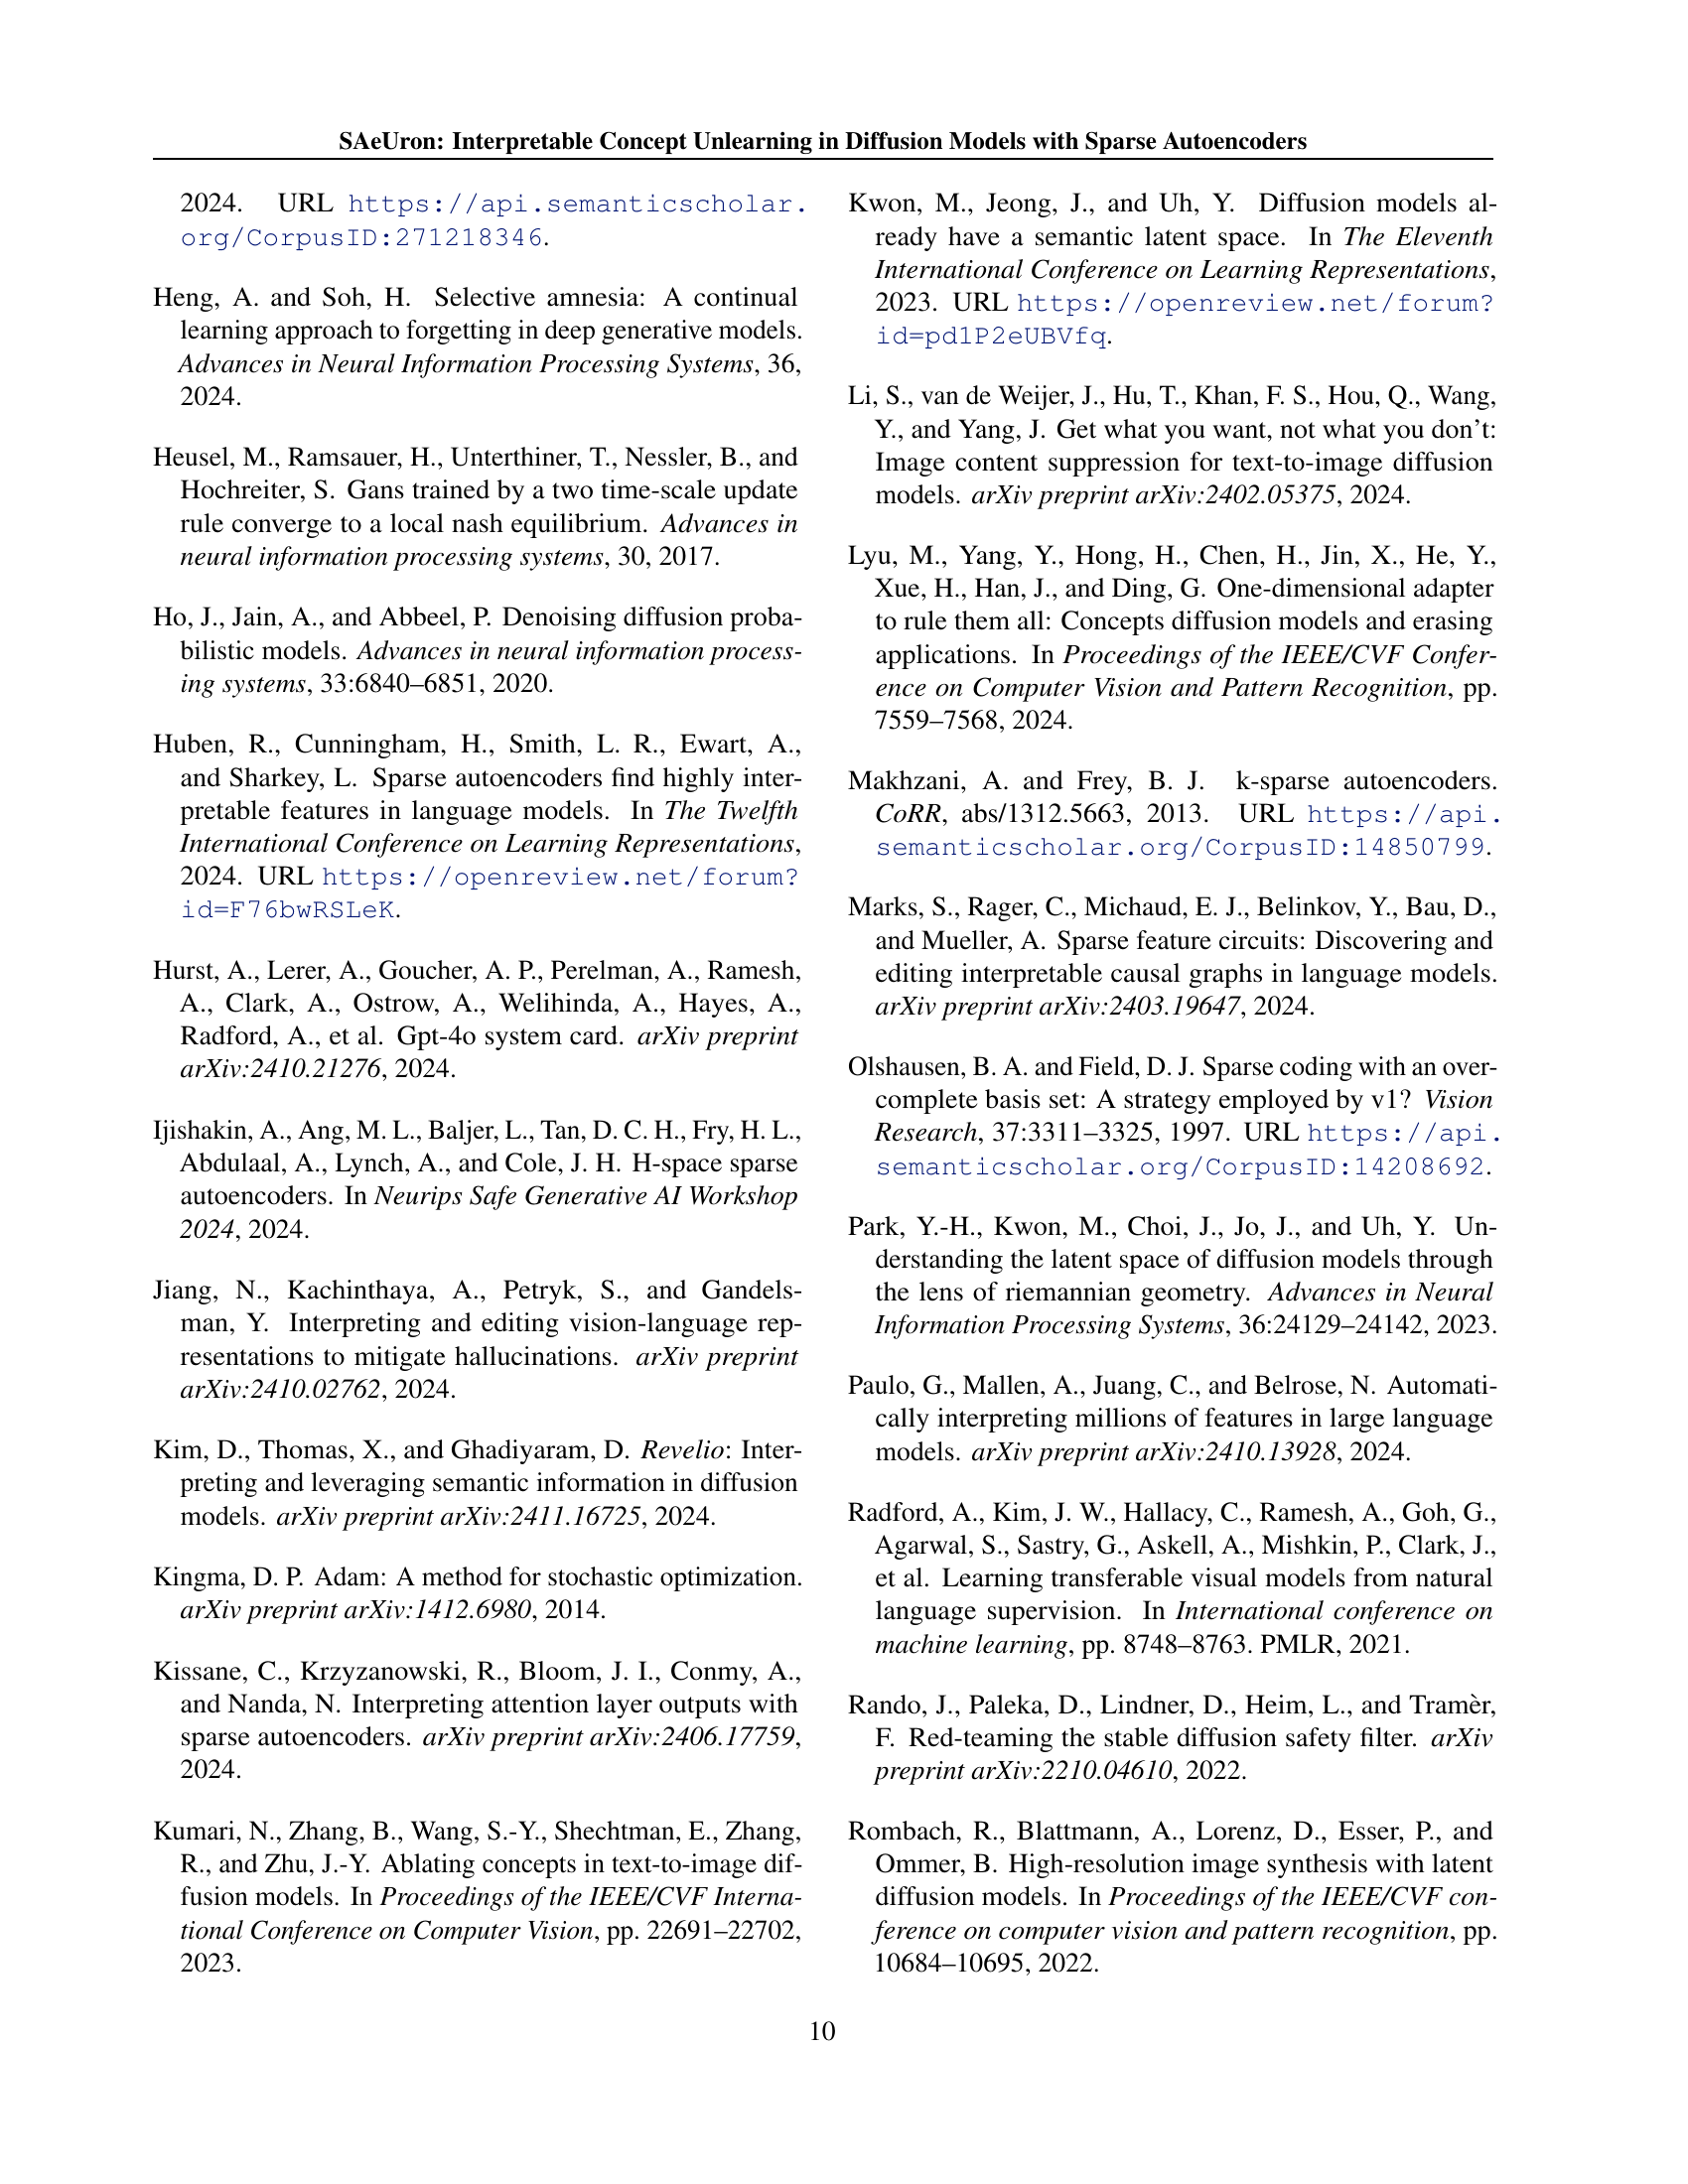 SAeUron: Interpretable Concept Unlearning in Diffusion Models with Sparse Autoencoders
2024. URL https://api.semanticscholar.
org/CorpusID:271218346.
Heng, A. and Soh, H. Selective amnesia: A continual
learning approach to forgetting in deep generative models.
Advances in Neural Information Processing Systems, 36,
2024.
Heusel, M., Ramsauer, H., Unterthiner, T., Nessler, B., and
Hochreiter, S. Gans trained by a two time-scale update
rule converge to a local nash equilibrium. Advances in
neural information processing systems, 30, 2017.
Ho, J., Jain, A., and Abbeel, P. Denoising diffusion proba-
bilistic models. Advances in neural information process-
ing systems, 33:6840–6851, 2020.
Huben, R., Cunningham, H., Smith, L. R., Ewart, A.,
and Sharkey, L. Sparse autoencoders find highly inter-
pretable features in language models. In The Twelfth
International Conference on Learning Representations,
2024. URL https://openreview.net/forum?
id=F76bwRSLeK.
Hurst, A., Lerer, A., Goucher, A. P., Perelman, A., Ramesh,
A., Clark, A., Ostrow, A., Welihinda, A., Hayes, A.,
Radford, A., et al. Gpt-4o system card. arXiv preprint
arXiv:2410.21276, 2024.
Ijishakin, A., Ang, M. L., Baljer, L., Tan, D. C. H., Fry, H. L.,
Abdulaal, A., Lynch, A., and Cole, J. H. H-space sparse
autoencoders. In Neurips Safe Generative AI Workshop
2024, 2024.
Jiang, N., Kachinthaya, A., Petryk, S., and Gandels-
man, Y. Interpreting and editing vision-language rep-
resentations to mitigate hallucinations. arXiv preprint
arXiv:2410.02762, 2024.
Kim, D., Thomas, X., and Ghadiyaram, D. Revelio: Inter-
preting and leveraging semantic information in diffusion
models. arXiv preprint arXiv:2411.16725, 2024.
Kingma, D. P. Adam: A method for stochastic optimization.
arXiv preprint arXiv:1412.6980, 2014.
Kissane, C., Krzyzanowski, R., Bloom, J. I., Conmy, A.,
and Nanda, N. Interpreting attention layer outputs with
sparse autoencoders. arXiv preprint arXiv:2406.17759,
2024.
Kumari, N., Zhang, B., Wang, S.-Y., Shechtman, E., Zhang,
R., and Zhu, J.-Y. Ablating concepts in text-to-image dif-
fusion models. In Proceedings of the IEEE/CVF Interna-
tional Conference on Computer Vision, pp. 22691–22702,
2023.
Kwon, M., Jeong, J., and Uh, Y. Diffusion models al-
ready have a semantic latent space. In The Eleventh
International Conference on Learning Representations,
2023. URL https://openreview.net/forum?
id=pd1P2eUBVfq.
Li, S., van de Weijer, J., Hu, T., Khan, F. S., Hou, Q., Wang,
Y., and Yang, J. Get what you want, not what you don't:
Image content suppression for text-to-image diffusion
models. arXiv preprint arXiv:2402.05375, 2024.
Lyu, M., Yang, Y., Hong, H., Chen, H., Jin, X., He, Y.,
Xue, H., Han, J., and Ding, G. One-dimensional adapter
to rule them all: Concepts diffusion models and erasing
applications. In Proceedings of the IEEE/CVF Confer-
ence on Computer Vision and Pattern Recognition, pp.
7559–7568, 2024.
Makhzani, A. and Frey, B. J. k-sparse autoencoders.
CoRR, abs/1312.5663, 2013. URL https://api.
semanticscholar.org/CorpusID:14850799.
Marks, S., Rager, C., Michaud, E. J., Belinkov, Y., Bau, D.,
and Mueller, A. Sparse feature circuits: Discovering and
editing interpretable causal graphs in language models.
arXiv preprint arXiv:2403.19647, 2024.
Olshausen, B. A. and Field, D. J. Sparse coding with an over-
complete basis set: A strategy employed by v1? Vision
Research, 37:3311–3325, 1997. URL https://api.
semanticscholar.org/CorpusID:14208692.
Park, Y.-H., Kwon, M., Choi, J., Jo, J., and Uh, Y. Un-
derstanding the latent space of diffusion models through
the lens of riemannian geometry. Advances in Neural
Information Processing Systems, 36:24129–24142, 2023.
Paulo, G., Mallen, A., Juang, C., and Belrose, N. Automati-
cally interpreting millions of features in large language
models. arXiv preprint arXiv:2410.13928, 2024.
Radford, A., Kim, J. W., Hallacy, C., Ramesh, A., Goh, G.,
Agarwal, S., Sastry, G., Askell, A., Mishkin, P., Clark, J.,
et al. Learning transferable visual models from natural
language supervision. In International conference on
machine learning, pp. 8748–8763. PMLR, 2021.
Rando, J., Paleka, D., Lindner, D., Heim, L., and Tramèr,
F. Red-teaming the stable diffusion safety filter. arXiv
preprint arXiv:2210.04610, 2022.
Rombach, R., Blattmann, A., Lorenz, D., Esser, P., and
Ommer, B. High-resolution image synthesis with latent
diffusion models. In Proceedings of the IEEE/CVF con-
ference on computer vision and pattern recognition, pp.
10684–10695, 2022.
10